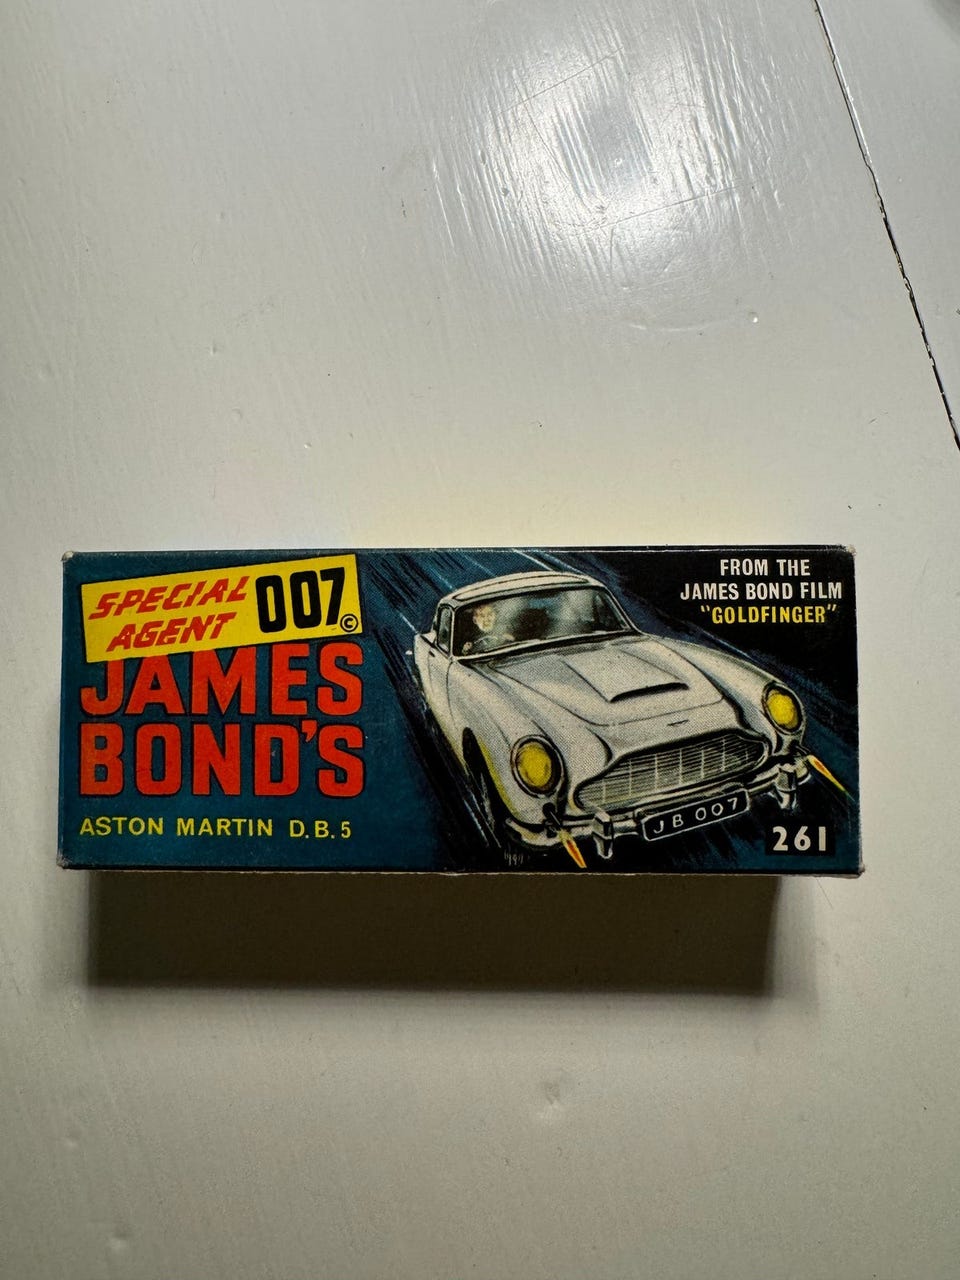 SPECIAL
AGENT 007 ©
JAMES
BOND'S
ASTON MARTIN D.B.5
FROM THE
JAMES BOND FILM
"GOLDFINGER"
JB 007
261